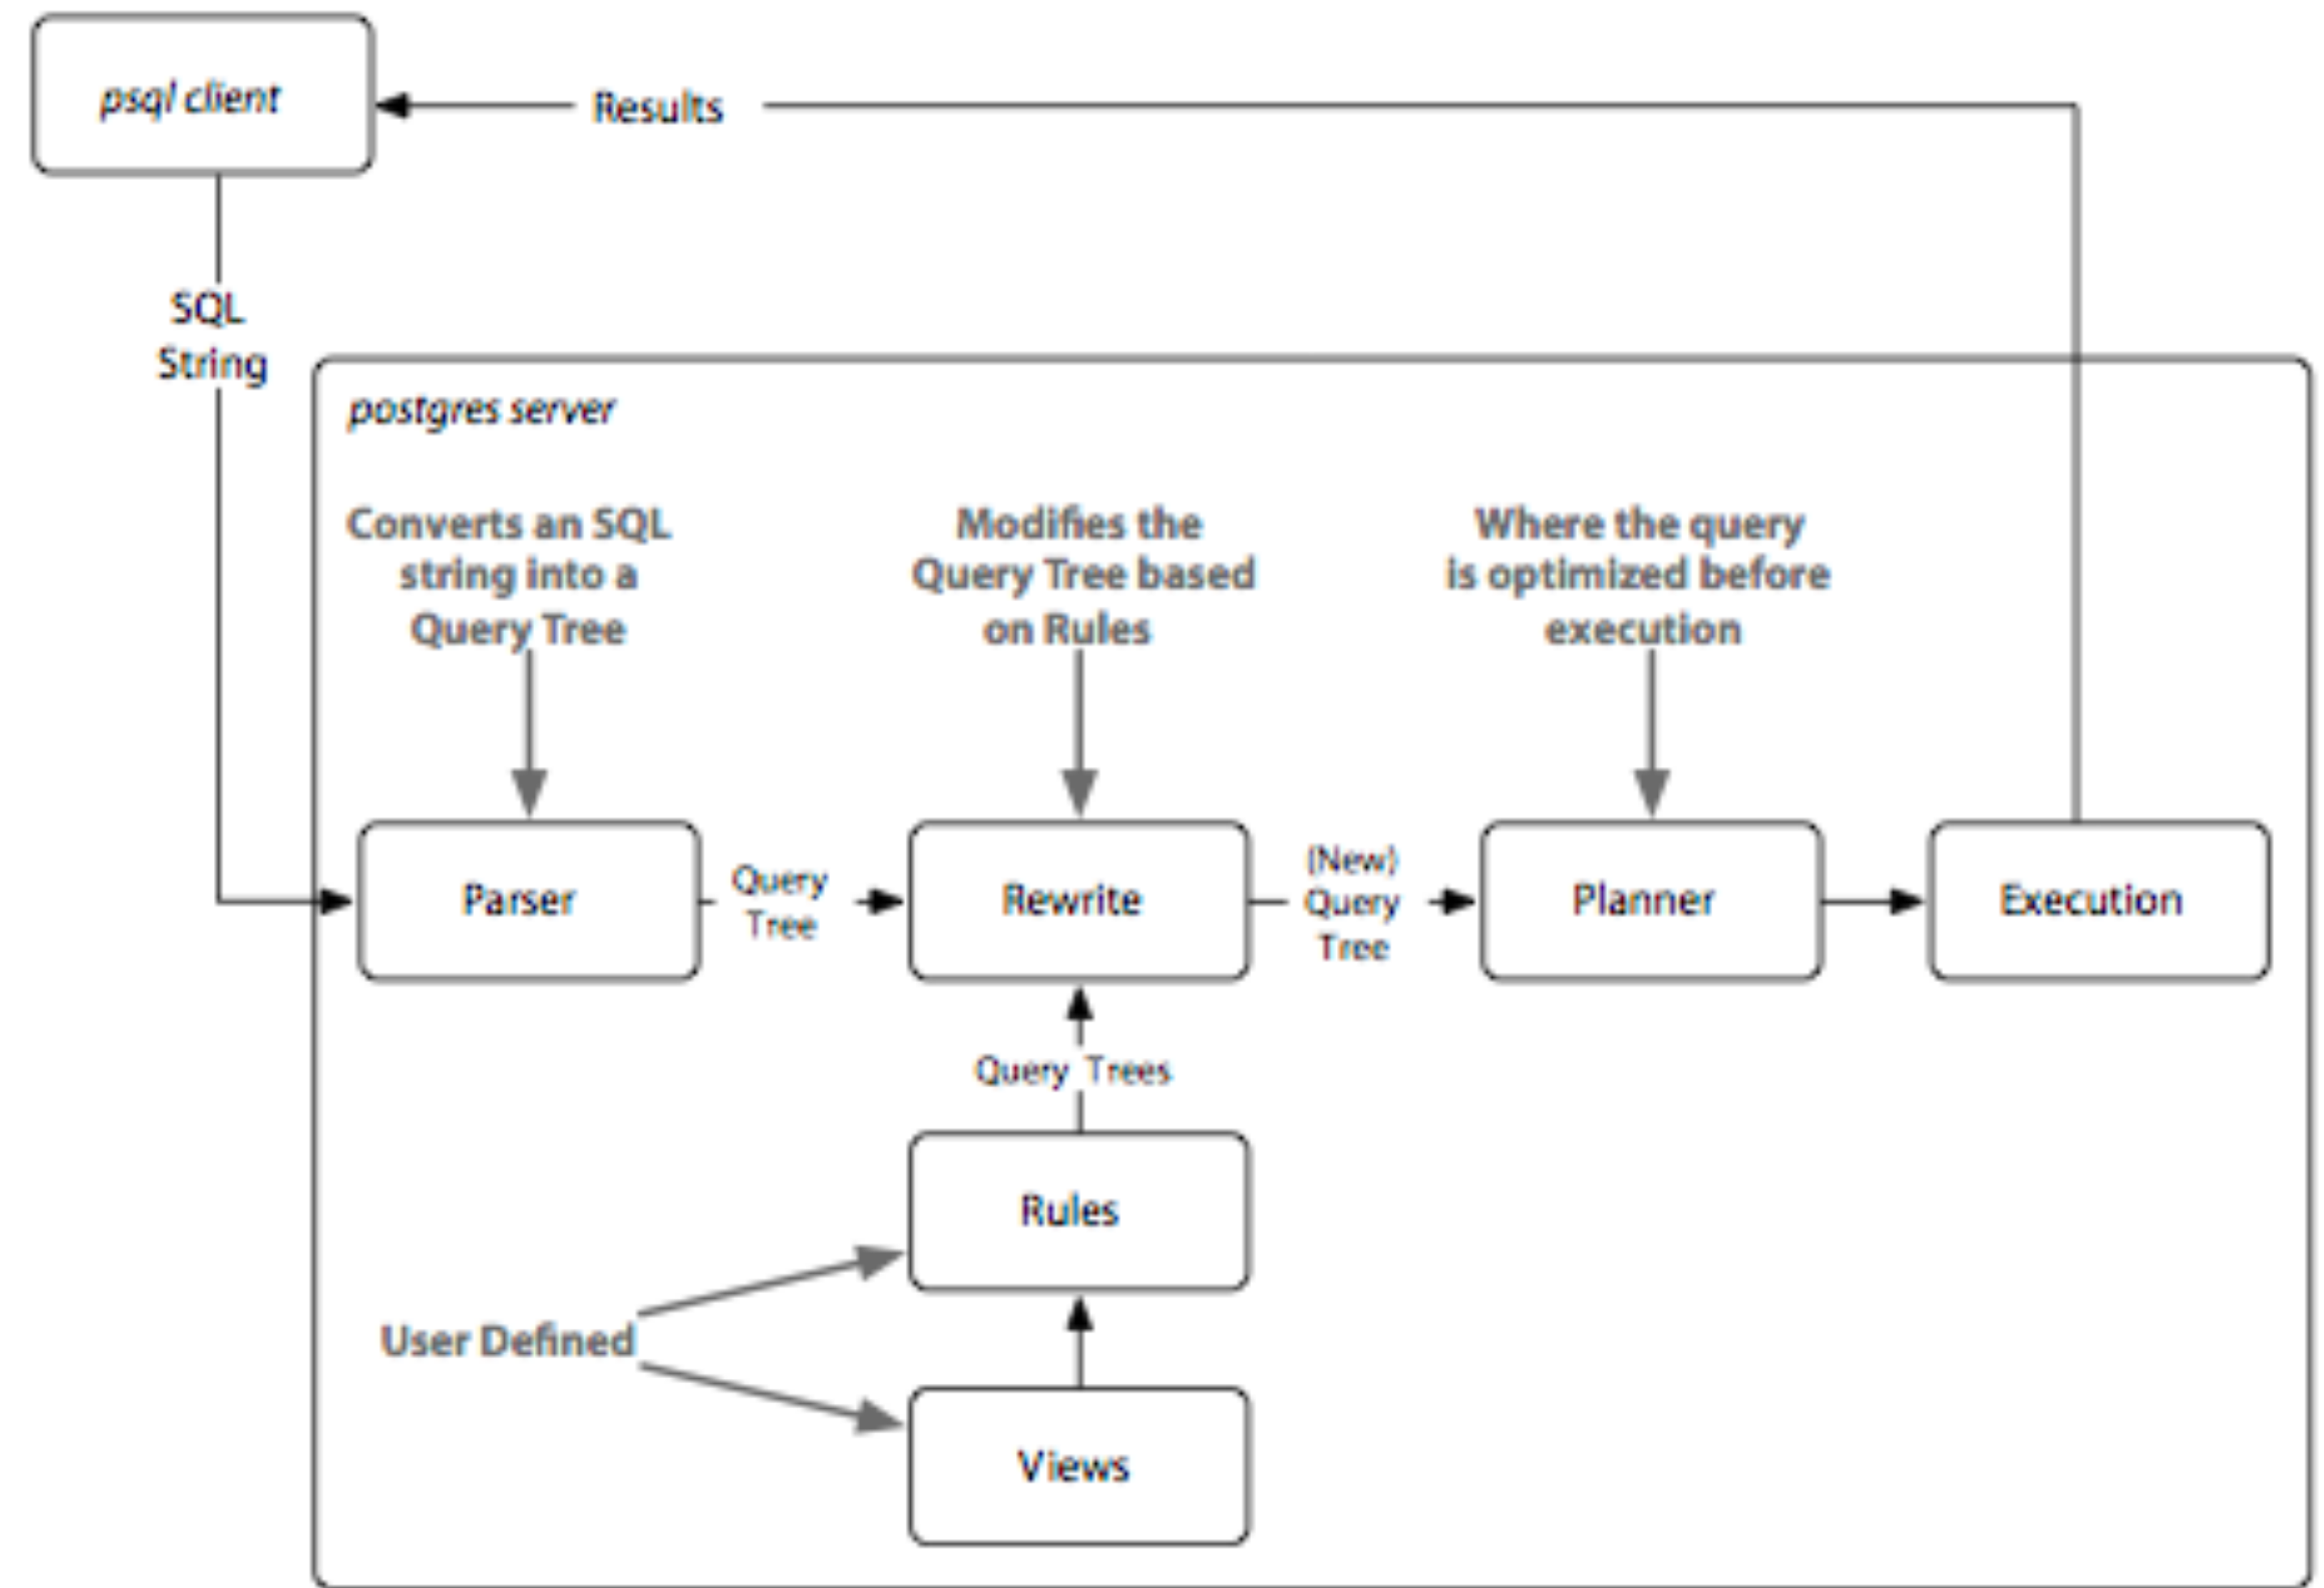 psql client
Results
SQL
String
postgres server
Converts an SQL
string into a
Query Tree
Modifies the
Query Tree based
on Rules
Where the query
is optimized before
execution
Parser
Query
Tree
Rewrite
(New)
Query
Tree
Planner
Execution
Query Trees
Rules
User Defined
Views